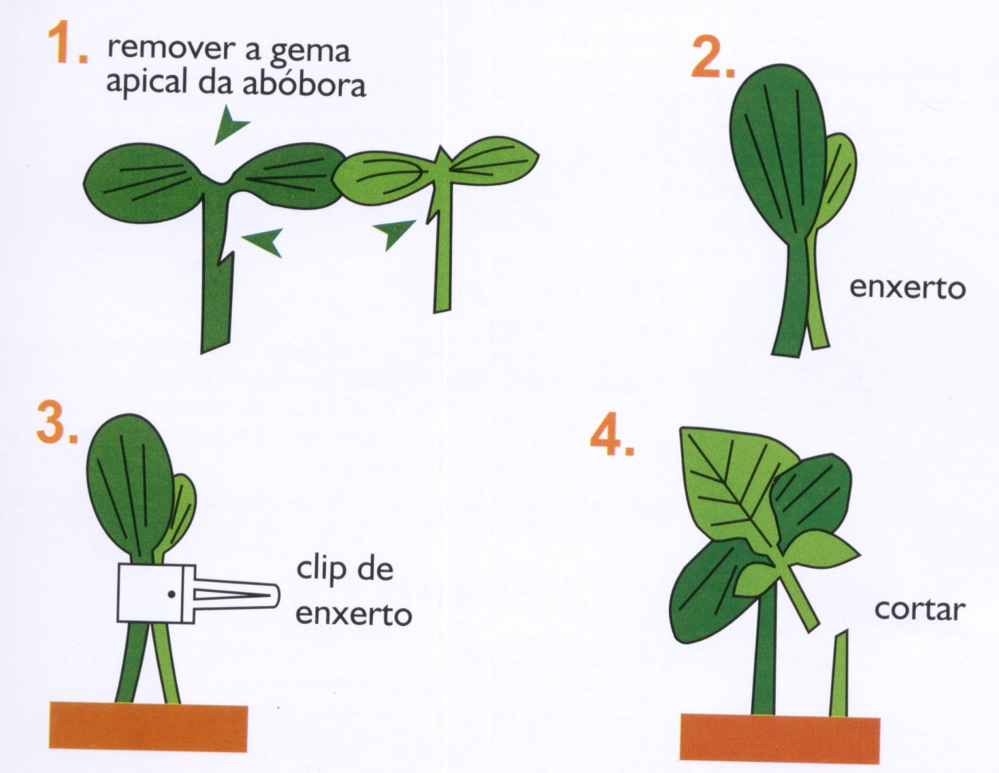 1. remover a gema
apical da abóbora
2.
enxerto
3.
clip de
enxerto
4.
cortar